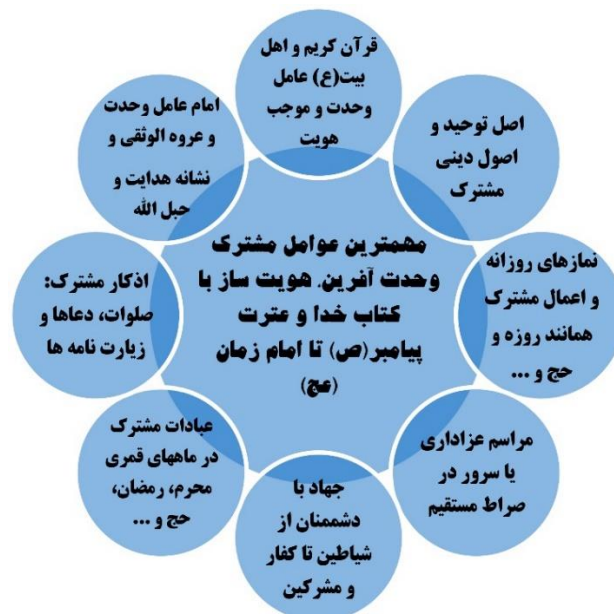 قرآن کریم و اهل
بیت(ع) عامل
وحدت و موجب
هویت
اصل توحید و
اصول دینی
مشترک
نمازهای روزانه
و اعمال مشترک
همانند روزه و
حج و ...
مراسم عزاداری
یا سرور در
صراط مستقیم
جهاد با
دشممنان از
شیاطین تا کفار
و مشرکین
عبادات مشترک
در ماههای قمری
محرم، رمضان،
حج و ...
اذکار مشترک:
صلوات، دعاها و
زیارت نامه ها
امام عامل وحدت
و عروه الوثقی و
نشانه هدایت و
حبل الله
مهمترین عوامل مشترک
وحدت آفرین. هویت ساز با
کتاب خدا و عترت
پیامبر(ص) تا امام زمان
(عج)